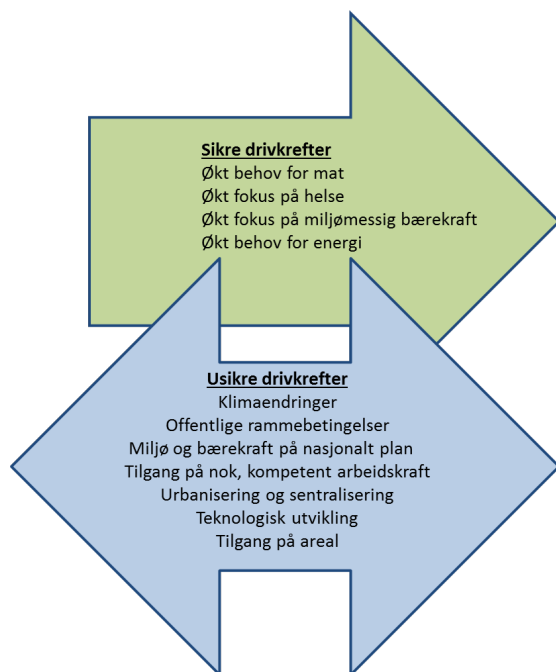 Sikre drivkrefter
Økt behov for mat
Økt fokus på helse
Økt fokus på miljømessig bærekraft
Økt behov for energi
Usikre drivkrefter
Klimaendringer
Offentlige rammebetingelser
Miljø og bærekraft på nasjonalt plan
Tilgang på nok, kompetent arbeidskraft
Urbanisering og sentralisering
Teknologisk utvikling
Tilgang på areal